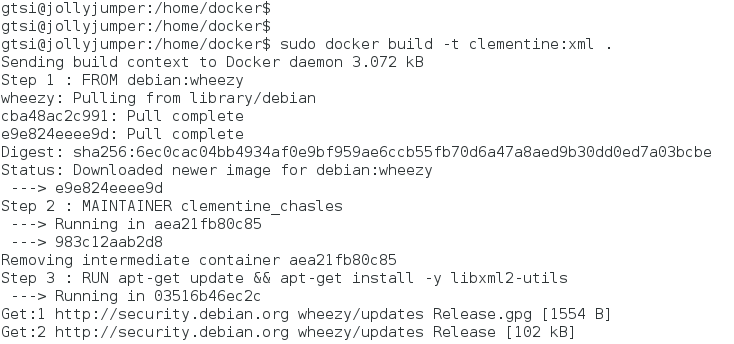 gtsi@jollyjumper:/home/docker$
gtsi@jollyjumper:/home/docker$
gtsi@jollyjumper:/home/docker$ sudo docker build -t clementine:xml .
Sending build context to Docker daemon 3.072 kB
Step 1 : FROM debian:wheezy
wheezy: Pulling from library/debian
cba48ac2c991: Pull complete
e9e824eeee9d: Pull complete
Digest: sha256:6ec0cac04bb4934af0e9bf959ae6ccb55fb70d6a47a8aed9b30dd0ed7a03bcbe
Status: Downloaded newer image for debian:wheezy
 ---> e9e824eeee9d
Step 2 : MAINTAINER clementine_chasles
 ---> Running in aea21fb80c85
 ---> 983c12aab2d8
Removing intermediate container aea21fb80c85
Step 3 : RUN apt-get update && apt-get install -y libxml2-utils
 ---> Running in 03516b46ec2c
Get:1 http://security.debian.org wheezy/updates Release.gpg [1554 B]
Get:2 http://security.debian.org wheezy/updates Release [102 kB]